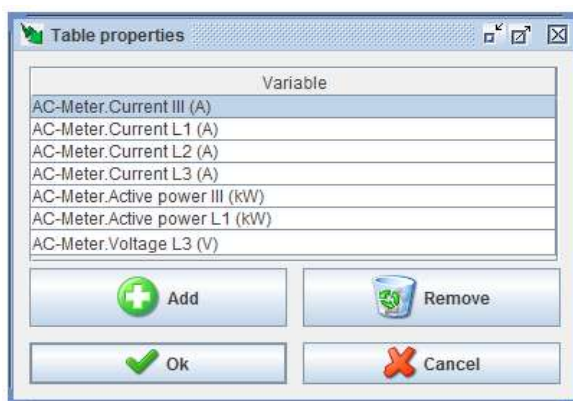 Table properties
Variable
AC-Meter.Current III (A)
AC-Meter.Current L1 (A)
AC-Meter.Current L2 (A)
AC-Meter.Current L3 (A)
AC-Meter.Active power III (kW)
AC-Meter.Active power L1 (kW)
AC-Meter.Voltage L3 (V)
Add Remove
Ok Cancel